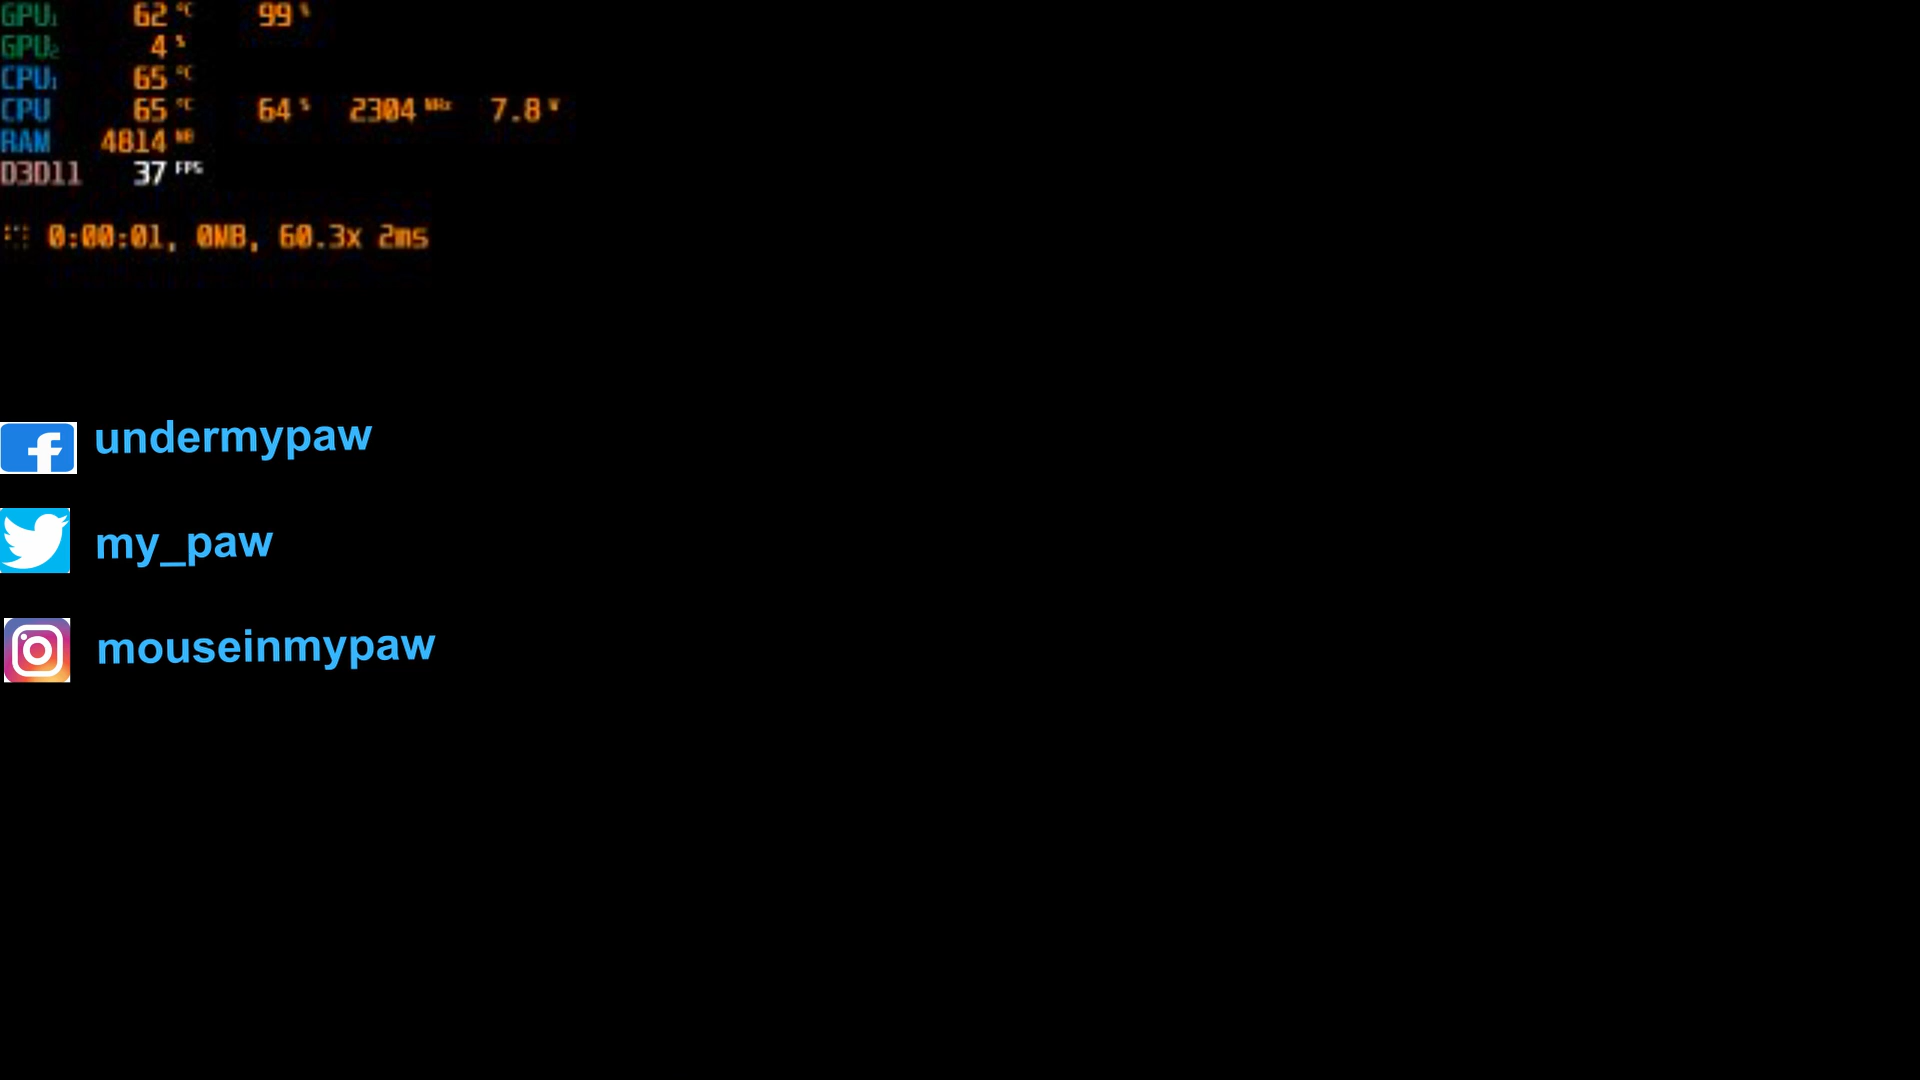 GPU1 62 °C 99 %
GPU2 4 %
CPU1 65 °C
CPU 65 °C 64 % 2304 MHz 7.8 W
RAM 4814 MB
D3D11 37 FPS
0:00:01, 0MB, 60.3x 2ms
undermypaw
my_paw
mouseinmypaw